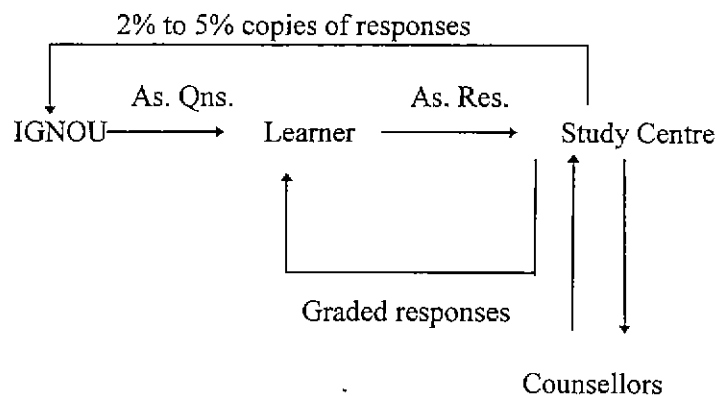 2% to 5% copies of responses
As. Qns. As. Res.
IGNOU Learner Study Centre
Graded responses
Counsellors